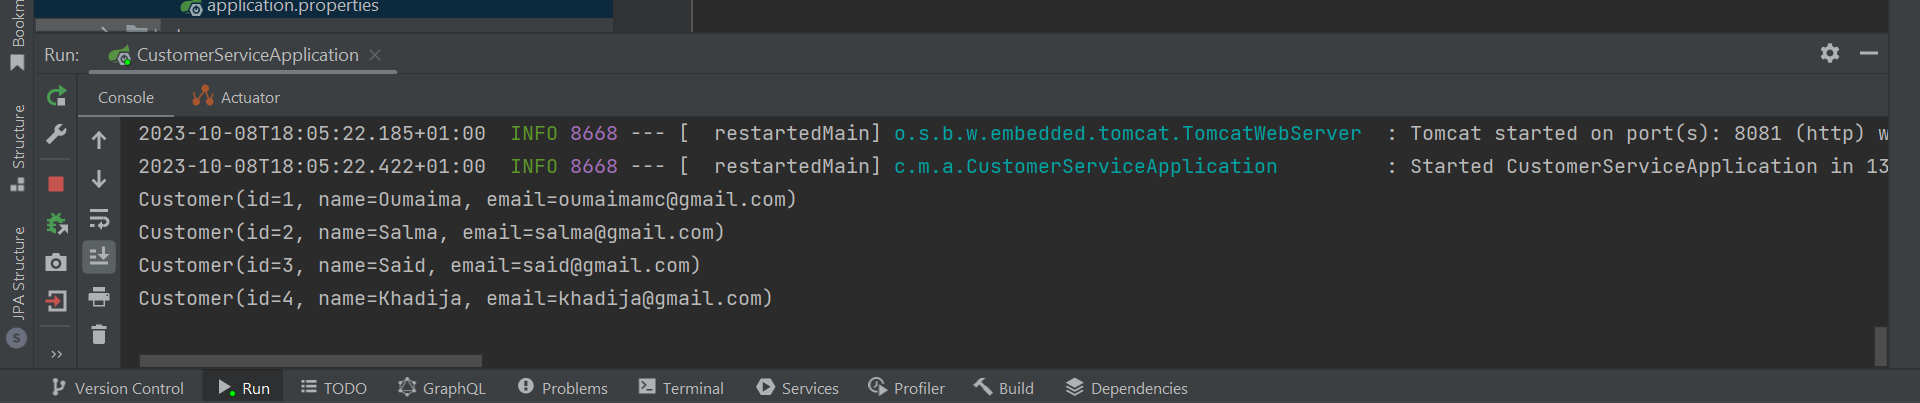 application.properties
Bookm
Run: CustomerServiceApplication
Structure
Console Actuator
2023-10-08T18:05:22.185+01:00 INFO 8668 --- [ restartedMain] o.s.b.w.embedded.tomcat.TomcatWebServer : Tomcat started on port(s): 8081 (http) w
2023-10-08T18:05:22.422+01:00 INFO 8668 --- [ restartedMain] c.m.a.CustomerServiceApplication : Started CustomerServiceApplication in 13
Customer(id=1, name=Oumaima, email=oumaimamc@gmail.com)
Customer(id=2, name=Salma, email=salma@gmail.com)
Customer(id=3, name=Said, email=said@gmail.com)
Customer(id=4, name=Khadija, email=khadija@gmail.com)
JPA Structure
S
Version Control Run TODO GraphQL Problems Terminal Services Profiler Build Dependencies